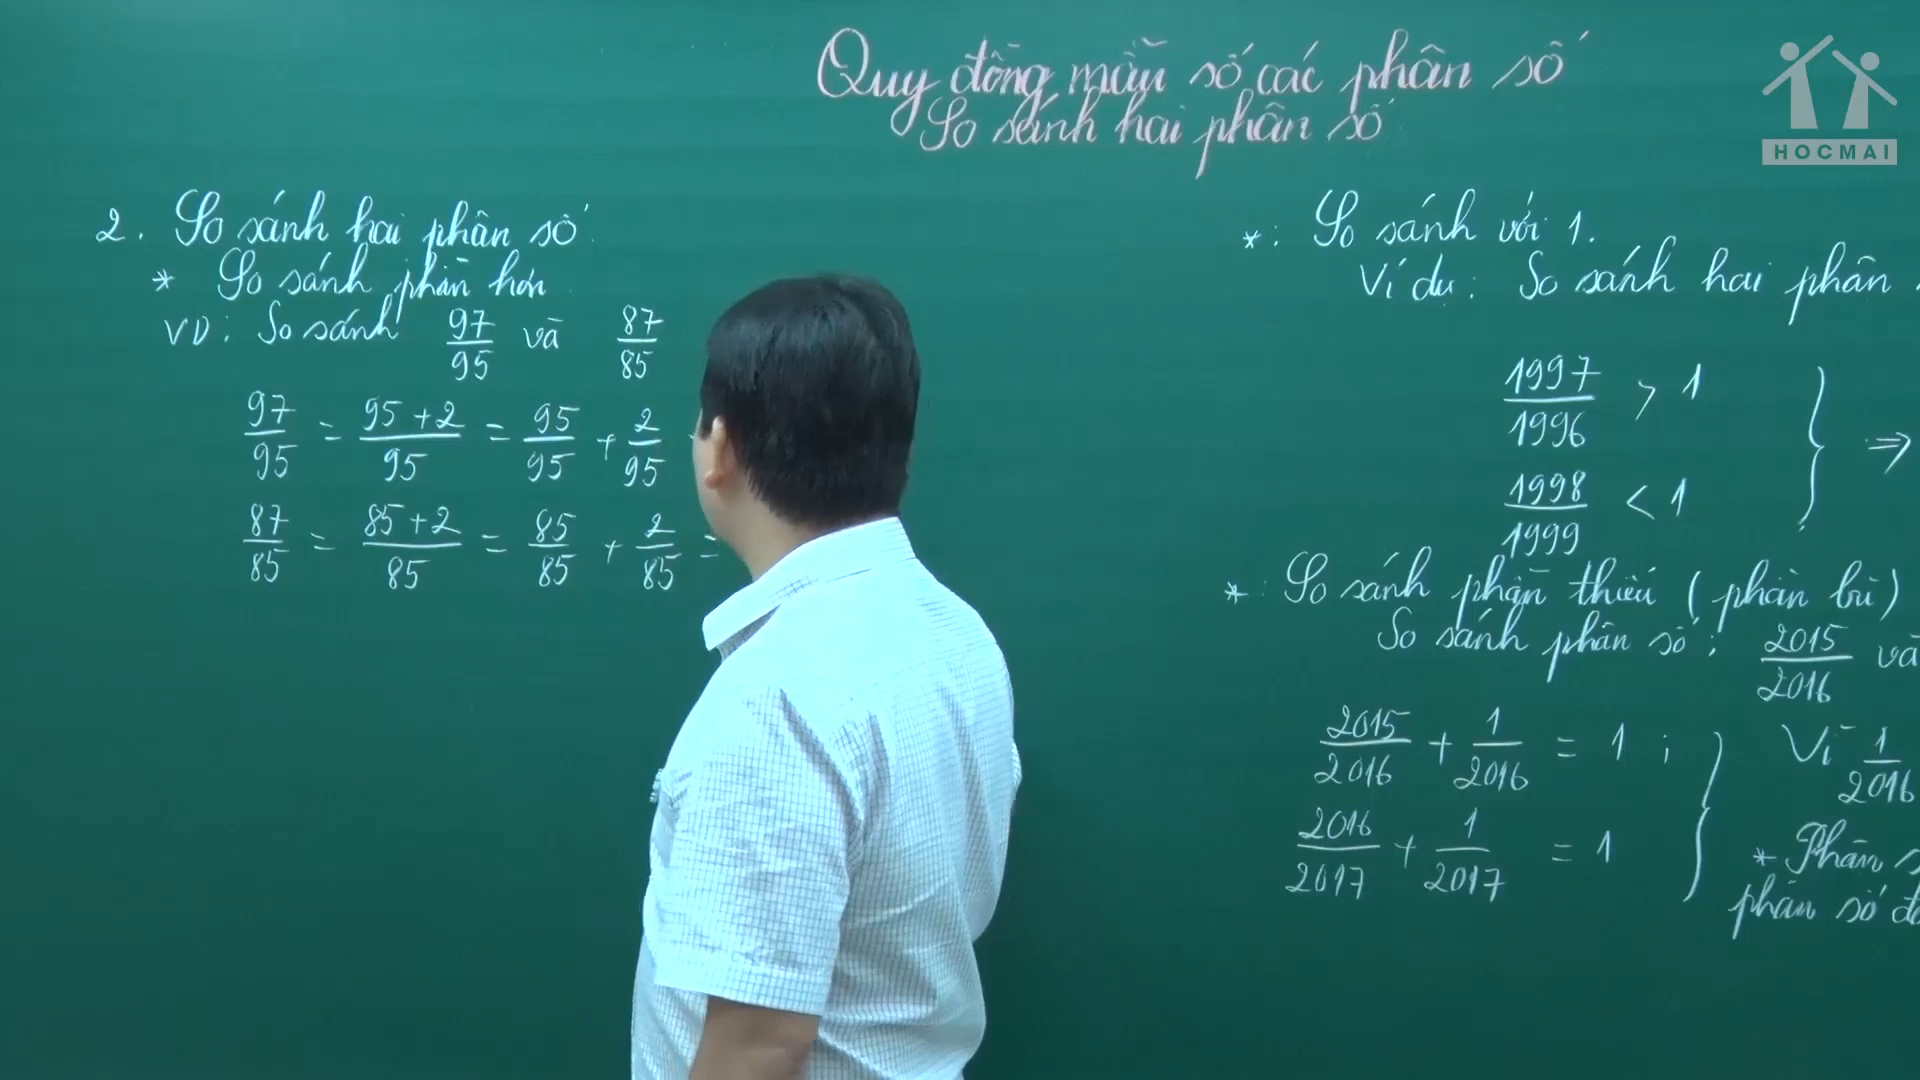 Quy đồng mẫu số các phân số
So sánh hai phân số
HOCMAI
2. So sánh hai phân số
* So sánh phần hơn
VD: So sánh 97/95 và 87/85
97/95 = 95+2/95 = 95/95 + 2/95
87/85 = 85+2/85 = 85/85 + 2/85 =
*: So sánh với 1.
Ví dụ: So sánh hai phân
1997/1996 > 1
} ⇒
1998/1999 < 1
*: So sánh phần thiếu (phần bù)
So sánh phân số: 2015/2016 và
2015/2016 + 1/2016 = 1 ;
2016/2017 + 1/2017 = 1
}
Vì 1/2016
* Phân s
phân số đ